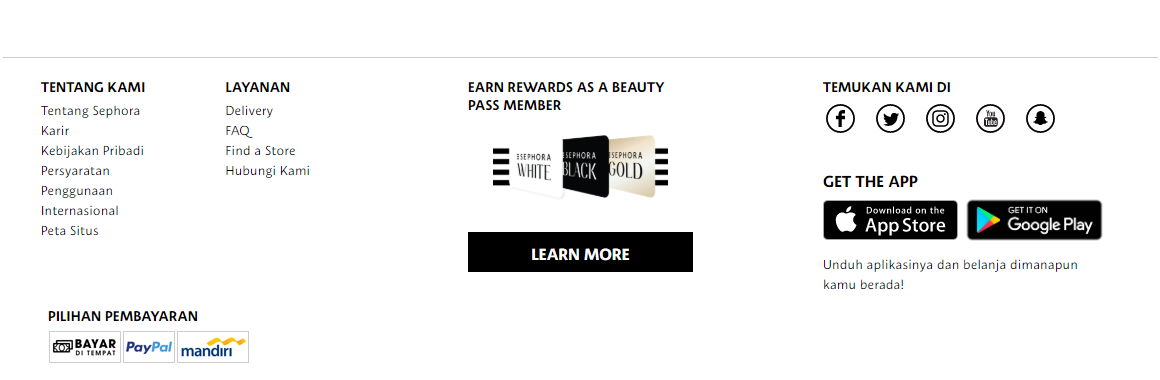 TENTANG KAMI
Tentang Sephora
Karir
Kebijakan Pribadi
Persyaratan
Penggunaan
Internasional
Peta Situs
LAYANAN
Delivery
FAQ
Find a Store
Hubungi Kami
EARN REWARDS AS A BEAUTY
PASS MEMBER
SEPHORA
WHITE
SEPHORA
BLACK
SEPHORA
GOLD
LEARN MORE
TEMUKAN KAMI DI
You
Tube
GET THE APP
Download on the
App Store
GET IT ON
Google Play
Unduh aplikasinya dan belanja dimanapun
kamu berada!
PILIHAN PEMBAYARAN
BAYAR
DI TEMPAT
PayPal
mandiri